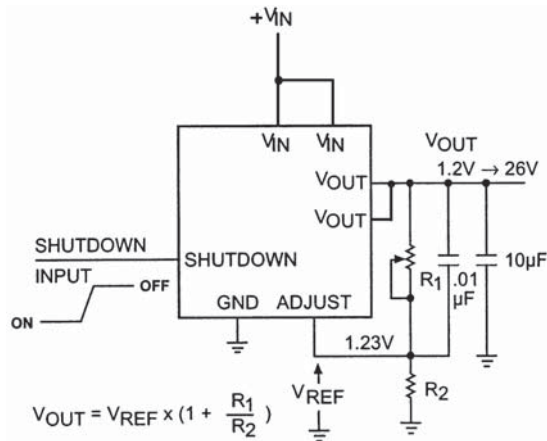 +VIN
VIN VIN
VOUT
VOUT
VOUT
1.2V → 26V
SHUTDOWN
INPUT
SHUTDOWN
OFF
ON
GND ADJUST
R1
.01
µF
10µF
1.23V
VREF
R2
VOUT = VREF x (1 + R1/R2 )